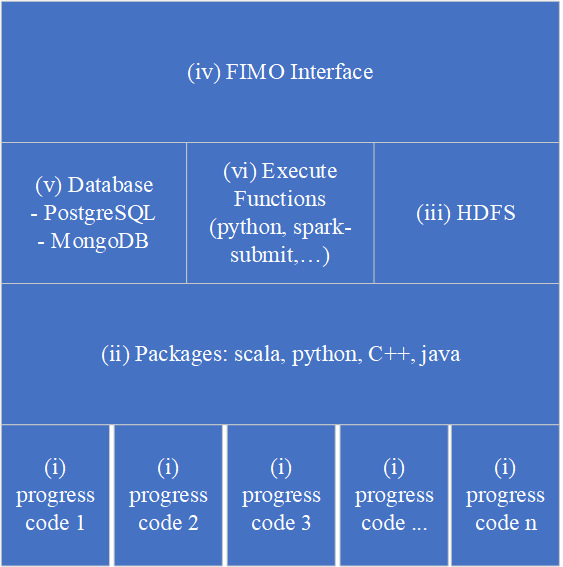 (iv) FIMO Interface
(v) Database
- PostgreSQL
- MongoDB
(vi) Execute
Functions
(python, spark-
submit,…)
(iii) HDFS
(ii) Packages: scala, python, C++, java
(i)
progress
code 1
(i)
progress
code 2
(i)
progress
code 3
(i)
progress
code ...
(i)
progress
code n